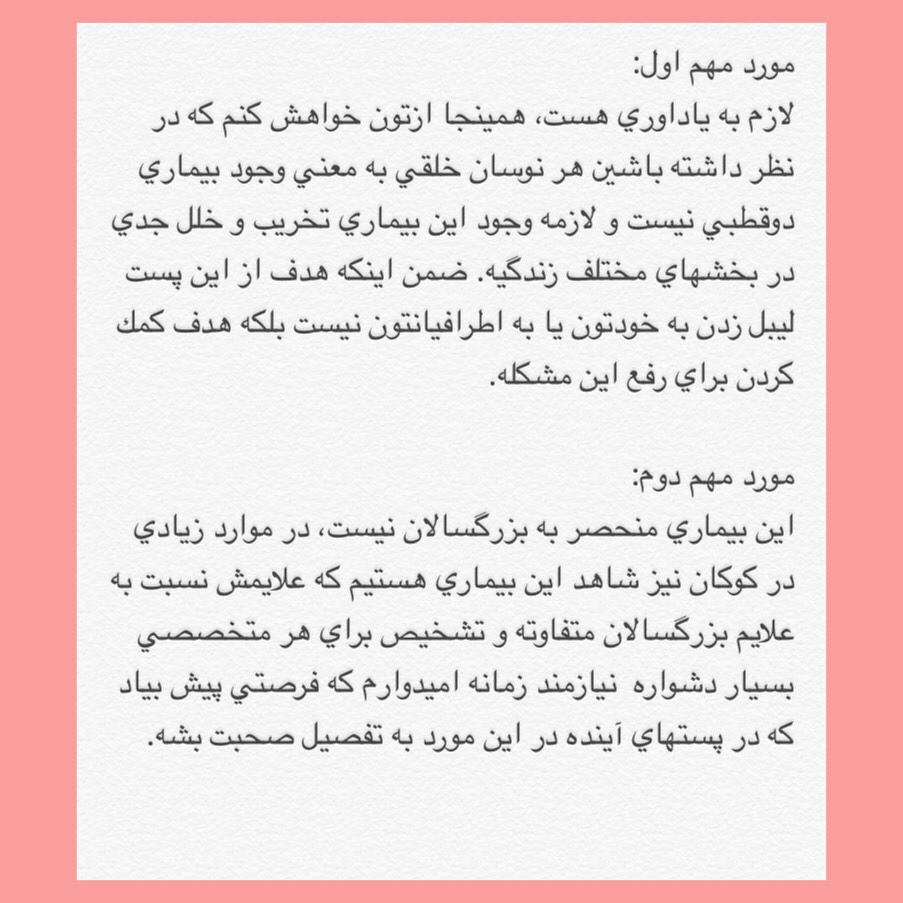 مورد مهم اول:
لازم به ياداوري هست، همينجا ازتون خواهش كنم كه در
نظر داشته باشين هر نوسان خلقي به معني وجود بيماري
دوقطبي نيست و لازمه وجود اين بيماري تخريب و خلل جدي
در بخشهاي مختلف زندگيه. ضمن اينكه هدف از اين پست
ليبل زدن به خودتون يا به اطرافيانتون نيست بلكه هدف كمك
كردن براي رفع اين مشكله.
مورد مهم دوم:
اين بيماري منحصر به بزرگسالان نيست، در موارد زيادي
در كوكان نيز شاهد اين بيماري هستيم كه علايمش نسبت به
علايم بزرگسالان متفاوته و تشخيص براي هر متخصصي
بسيار دشواره نيازمند زمانه اميدوارم كه فرصتي پيش بياد
كه در پستهاي آينده در اين مورد به تفصيل صحبت بشه.